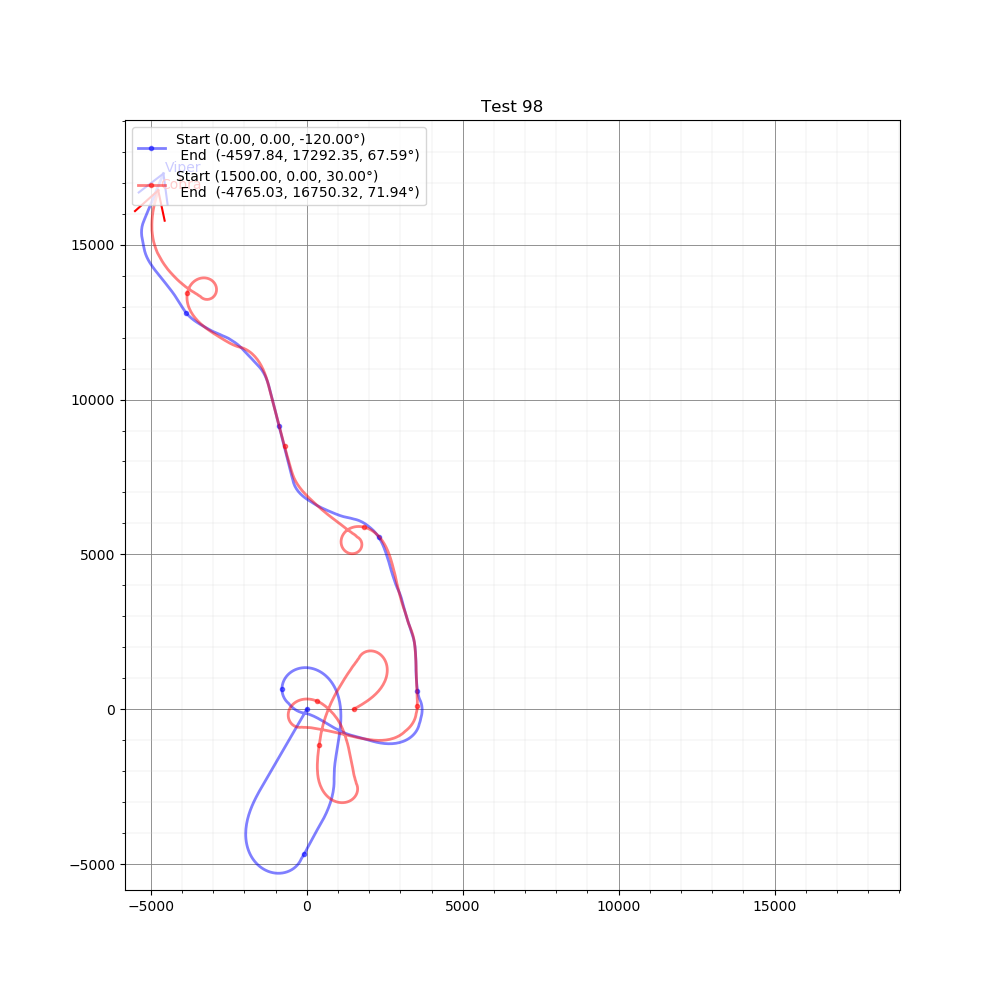 Test 98
Start (0.00, 0.00, -120.00°)
End (-4597.84, 17292.35, 67.59°)
Start (1500.00, 0.00, 30.00°)
End (-4765.03, 16750.32, 71.94°)
Viper
15000
10000
5000
0
−5000
−5000
0
5000
10000
15000